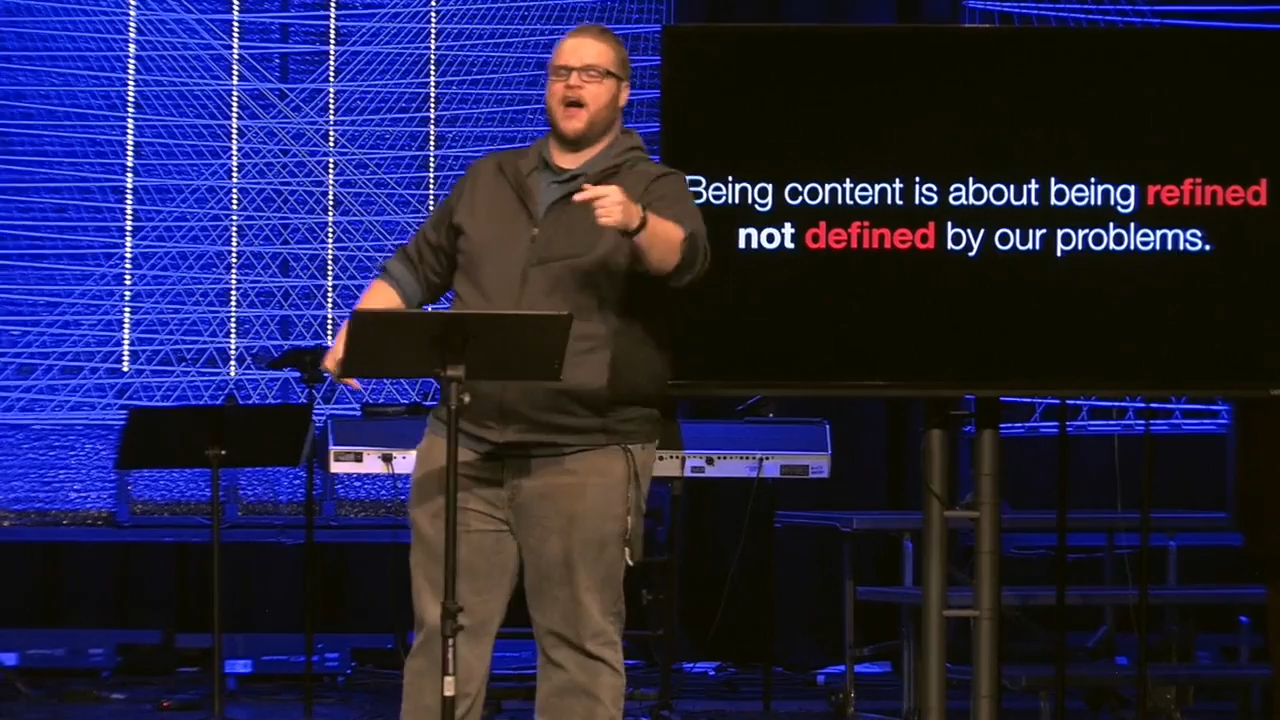 Being content is about being refined
not defined by our problems.